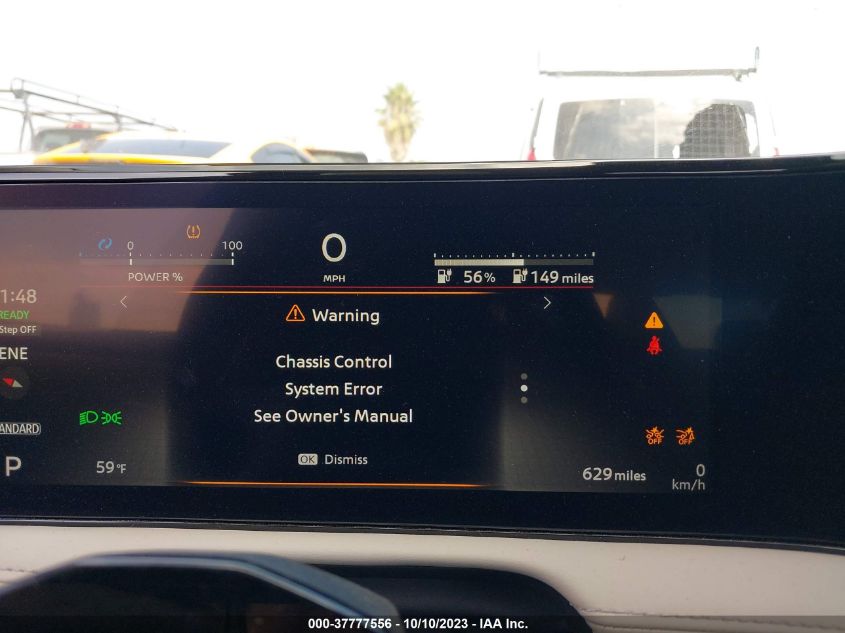 0
100
POWER %
0
MPH
56%
149 miles
1:48
READY
Step OFF
ENE
ANDARD
P
59°F
Warning
Chassis Control
System Error
See Owner's Manual
OK Dismiss
OFF
OFF
629 miles
0
km/h
000-37777556 - 10/10/2023 - IAA Inc.